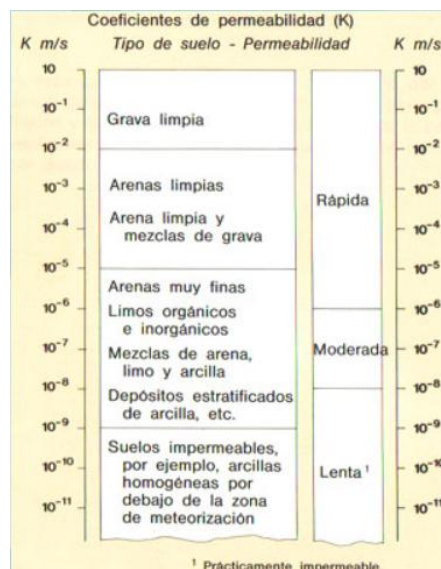 Coeficientes de permeabilidad (K)
K m/s Tipo de suelo - Permeabilidad K m/s
10 10
10⁻¹ Grava limpia 10⁻¹
10⁻² 10⁻²
10⁻³ Arenas limpias Rápida 10⁻³
10⁻⁴ Arena limpia y 10⁻⁴
mezclas de grava
10⁻⁵ 10⁻⁵
Arenas muy finas
10⁻⁶ Limos orgánicos 10⁻⁶
e inorgánicos
10⁻⁷ Mezclas de arena, Moderada 10⁻⁷
limo y arcilla
10⁻⁸ Depósitos estratificados 10⁻⁸
de arcilla, etc.
10⁻⁹ 10⁻⁹
Suelos impermeables,
10⁻¹⁰ por ejemplo, arcillas Lenta ¹ 10⁻¹⁰
homogéneas por
debajo de la zona
10⁻¹¹ de meteorización 10⁻¹¹
¹ Prácticamente impermeable